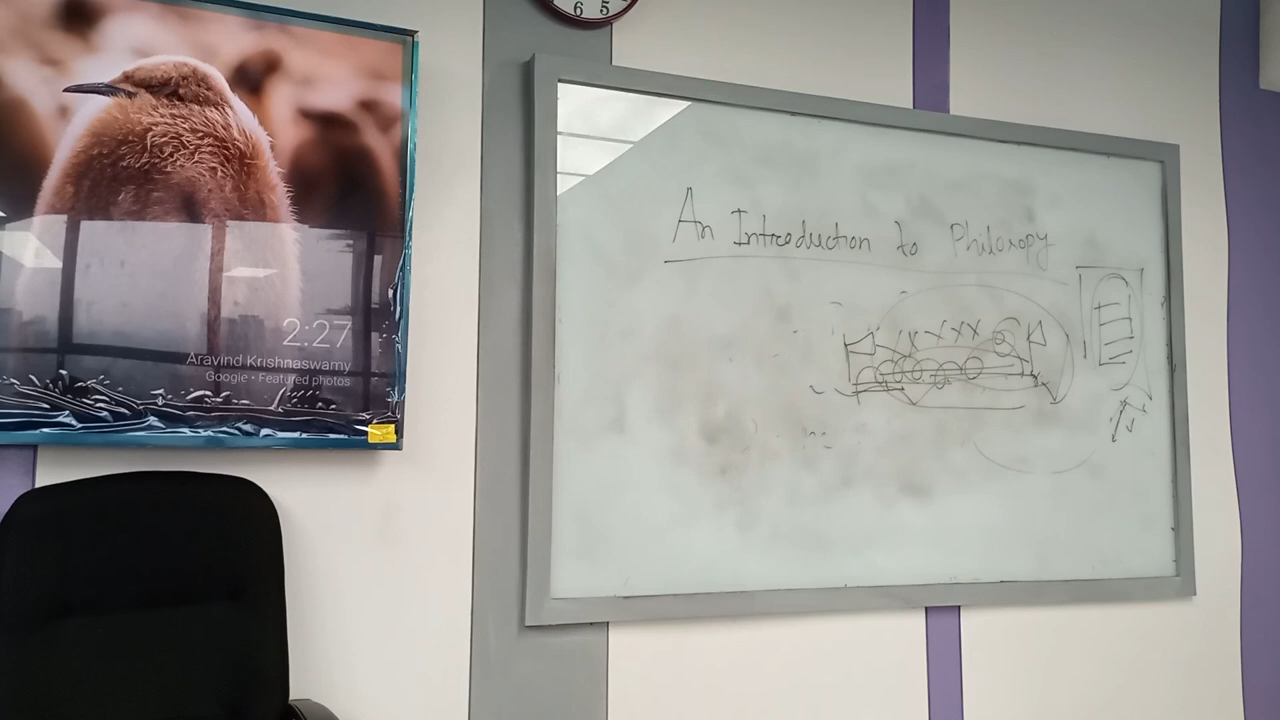 6 5
An Introduction to Philosopy
2:27
Aravind Krishnaswamy
Google • Featured photos